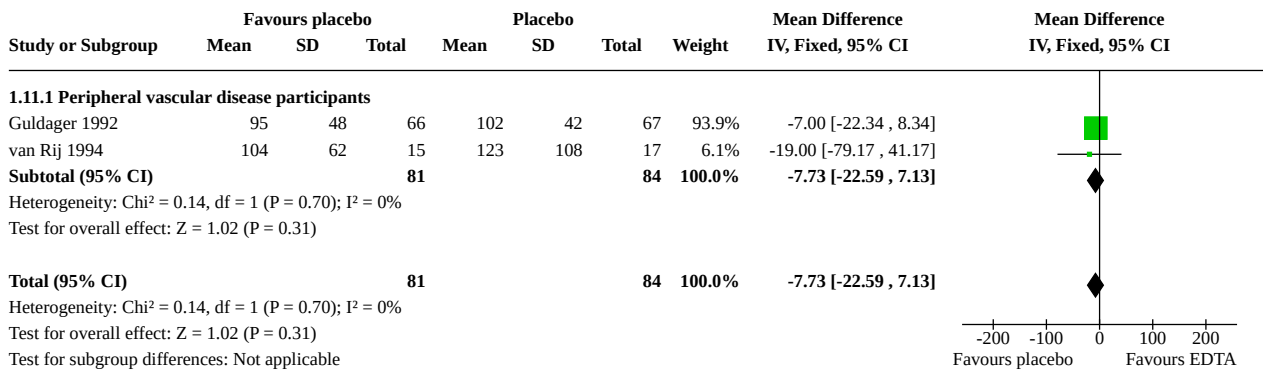 Favours placebo Placebo Mean Difference Mean Difference
Study or Subgroup Mean SD Total Mean SD Total Weight IV, Fixed, 95% CI IV, Fixed, 95% CI
1.11.1 Peripheral vascular disease participants
Guldager 1992 95 48 66 102 42 67 93.9% -7.00 [-22.34 , 8.34]
van Rij 1994 104 62 15 123 108 17 6.1% -19.00 [-79.17 , 41.17]
Subtotal (95% CI) 81 84 100.0% -7.73 [-22.59 , 7.13]
Heterogeneity: Chi² = 0.14, df = 1 (P = 0.70); I² = 0%
Test for overall effect: Z = 1.02 (P = 0.31)
Total (95% CI) 81 84 100.0% -7.73 [-22.59 , 7.13]
Heterogeneity: Chi² = 0.14, df = 1 (P = 0.70); I² = 0%
Test for overall effect: Z = 1.02 (P = 0.31)
-200 -100 0 100 200
Test for subgroup differences: Not applicable
Favours placebo Favours EDTA